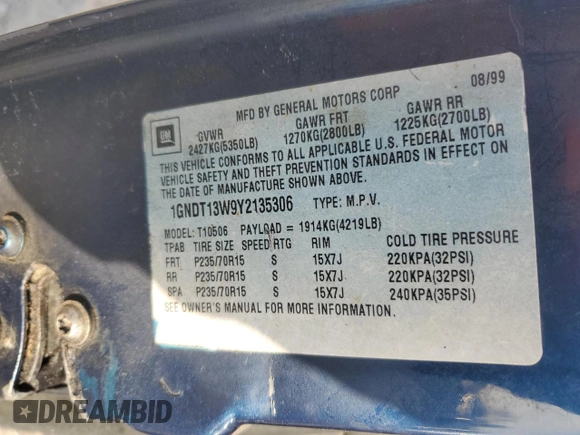 MFD BY GENERAL MOTORS CORP 08/99
GM
GVWR GAWR FRT GAWR RR
2427KG(5350LB) 1270KG(2800LB) 1225KG(2700LB)
THIS VEHICLE CONFORMS TO ALL APPLICABLE U.S. FEDERAL MOTOR
VEHICLE SAFETY AND THEFT PREVENTION STANDARDS IN EFFECT ON
THE DATE OF MANUFACTURE SHOWN ABOVE.
1GNDT13W9Y2135306 TYPE: M.P.V.
MODEL: T10506 PAYLOAD = 1914KG(4219LB)
TPAB TIRE SIZE SPEED RTG RIM COLD TIRE PRESSURE
FRT P235/70R15 S 15X7J 220KPA(32PSI)
RR P235/70R15 S 15X7J 220KPA(32PSI)
SPA P235/70R15 S 15X7J 240KPA(35PSI)
SEE OWNER'S MANUAL FOR MORE INFORMATION.
DREAMBID